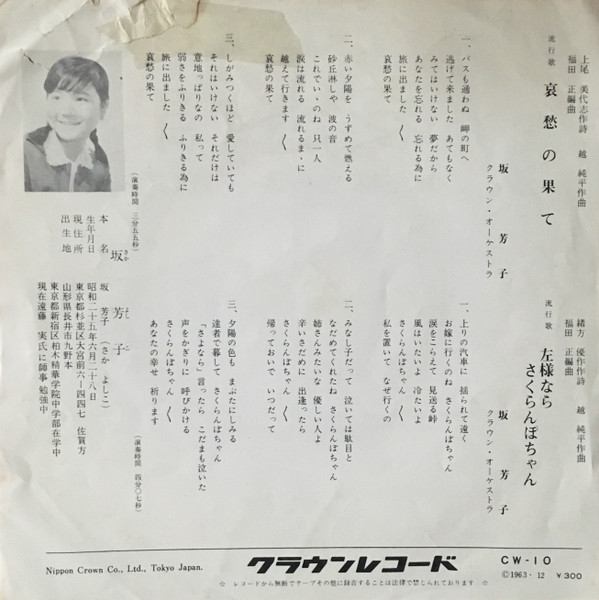 流行歌
哀愁の果て
上尾 美代志作詩
越 純平作曲
福田 正編曲
坂 芳子
クラウン・オーケストラ
一、バスも通わぬ 岬の町へ
逃げて来ました あてもなく
みてはいけない 夢だから
あなたを忘れる 忘れる為に
旅に出ました 〱
哀愁の果て
二、赤い夕陽を うずめて燃える
砂丘淋しや 波の音
これでいゝのね 只一人
涙は流れる 流れるまゝに
越えて行きます 〱
哀愁の果て
三、しがみつくほど 愛していても
それはいけない それだけは
意地っぱりなの 私って
弱さをふりきる ふりきる為に
旅に出ました 〱
哀愁の果て
(演奏時間 三分五五秒)
流行歌
左様なら
さくらんぼちゃん
緒方 優作作詩
越 純平作曲
福田 正編曲
坂 芳子
クラウン・オーケストラ
一、上りの汽車に 揺られて遠く
お嫁に行くのね さくらんぼちゃん
涙をこらえて 見送る峠
風はいたいよ 冷たいよ
さくらんぼちゃん 〱
私を置いて なぜ行くの
二、みなし子だって 泣いては駄目と
なだめてくれたね さくらんぼちゃん
姉さんみたいな 優しい人よ
辛いさだめに 出逢ったら
さくらんぼちゃん 〱
帰っておいで いつだって
三、夕陽の色も まぶたにしみる
達者で暮して さくらんぼちゃん
「さよなら」言ったら こだまも泣いた
声をかぎりに 呼びかける
さくらんぼちゃん 〱
あなたの幸せ 祈ります
(演奏時間 四分〇七秒)
坂 芳子
さか よし こ
本名 坂 芳子 (さか よしこ)
生年月日 昭和二十五年六月二十八日
現住所 東京都杉並区大宮前六-四四七 佐賀方
出生地 山形県長井市九野本
東京都新宿区柏木精華学院中学部在学中
現在遠藤 実氏に師事勉強中
Nippon Crown Co., Ltd., Tokyo Japan.
クラウンレコード
CW-10
Ⓒ1963・12 ¥300
☆ レコードから無断でテープその他に録音することは法律で禁じられております ☆